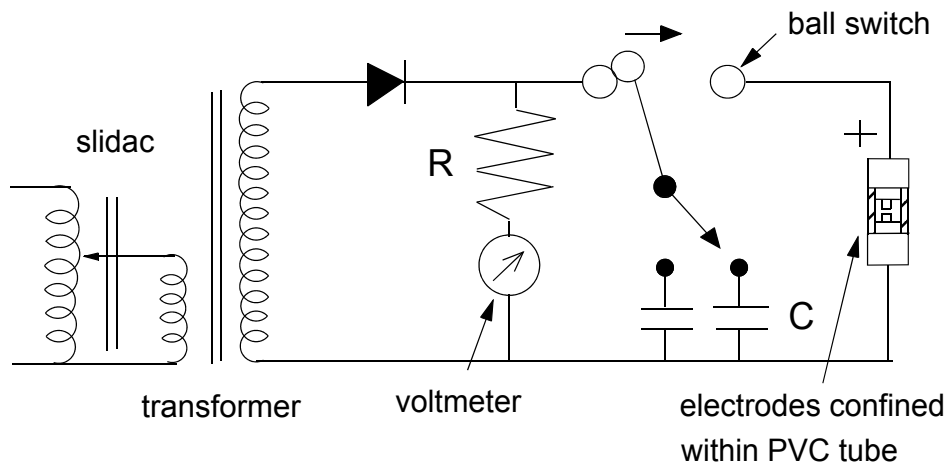 ball switch
slidac
R
+
C
transformer
voltmeter
electrodes confined
within PVC tube